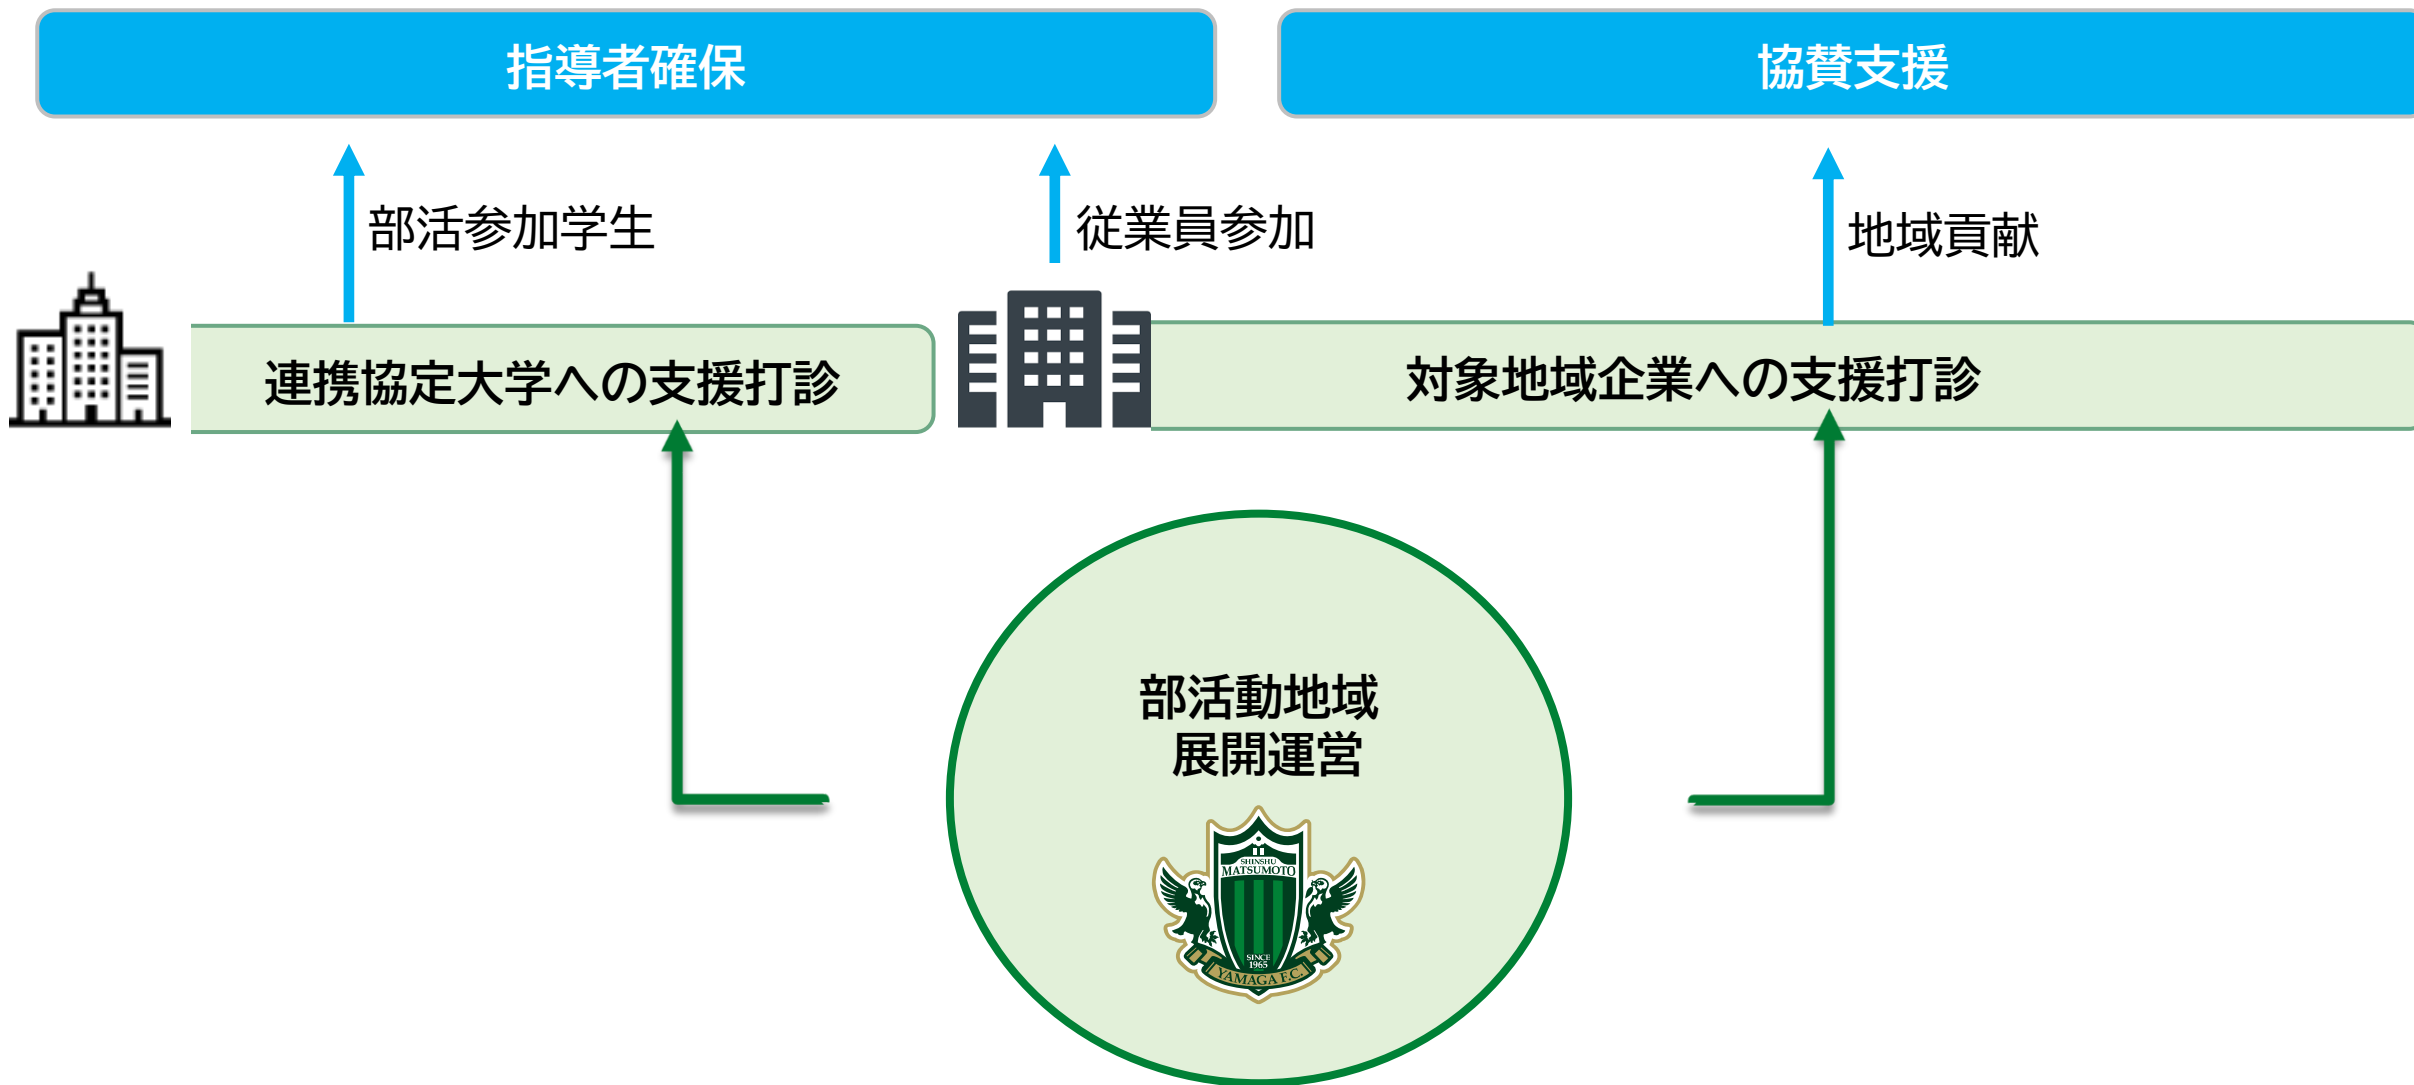 指導者確保
協賛支援
部活参加学生
従業員参加
地域貢献
連携協定大学への支援打診
対象地域企業への支援打診
部活動地域
展開運営
SHINSHU
MATSUMOTO
SINCE
1965
YAMAGA F.C.